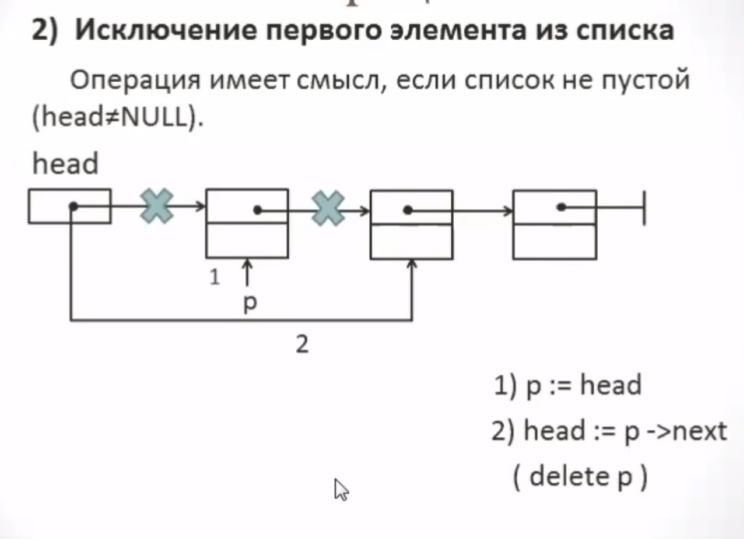 2) Исключение первого элемента из списка
Операция имеет смысл, если список не пустой
(head≠NULL).
head
1
p
2
1) p := head
2) head := p ->next
( delete p )